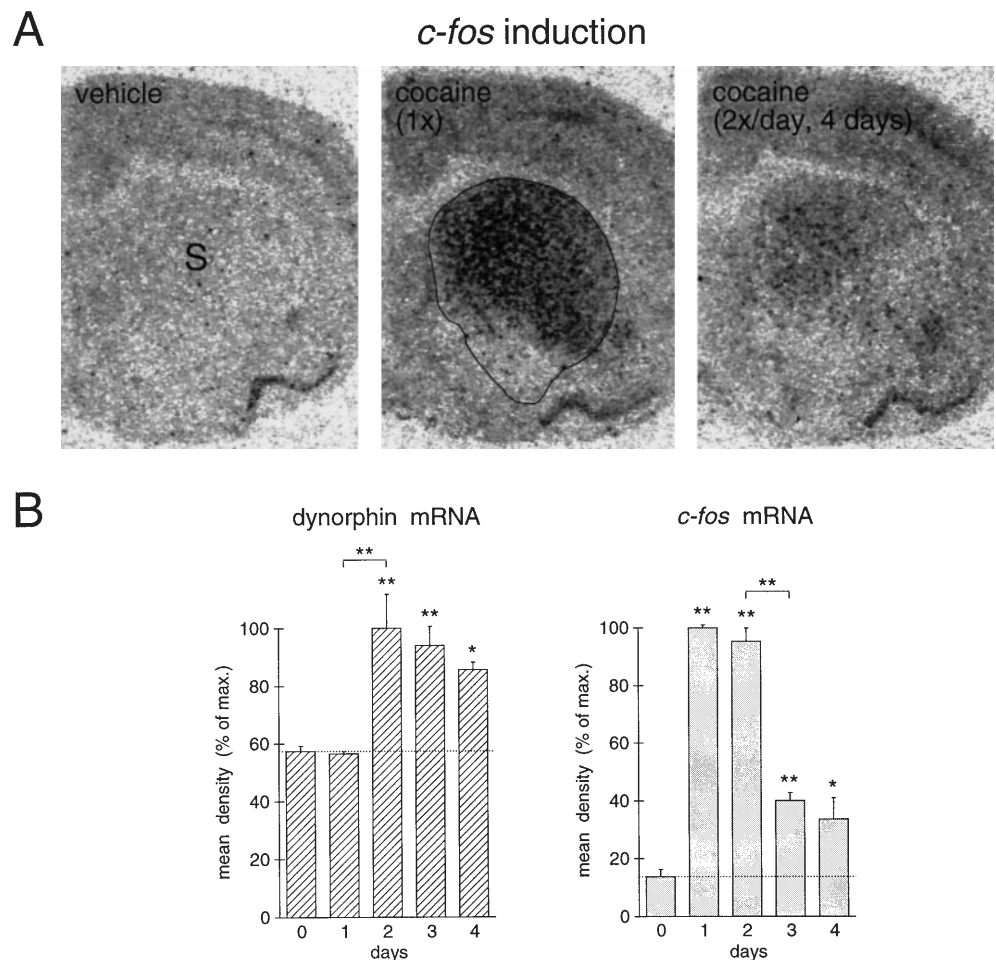 A
c-fos induction
vehicle
S
cocaine
(1x)
cocaine
(2x/day, 4 days)
B
dynorphin mRNA
mean density (% of max.)
100
80
60
40
20
0
**
**
**
*
0 1 2 3 4
days
c-fos mRNA
mean density (% of max.)
100
80
60
40
20
0
**
**
**
**
*
0 1 2 3 4
days